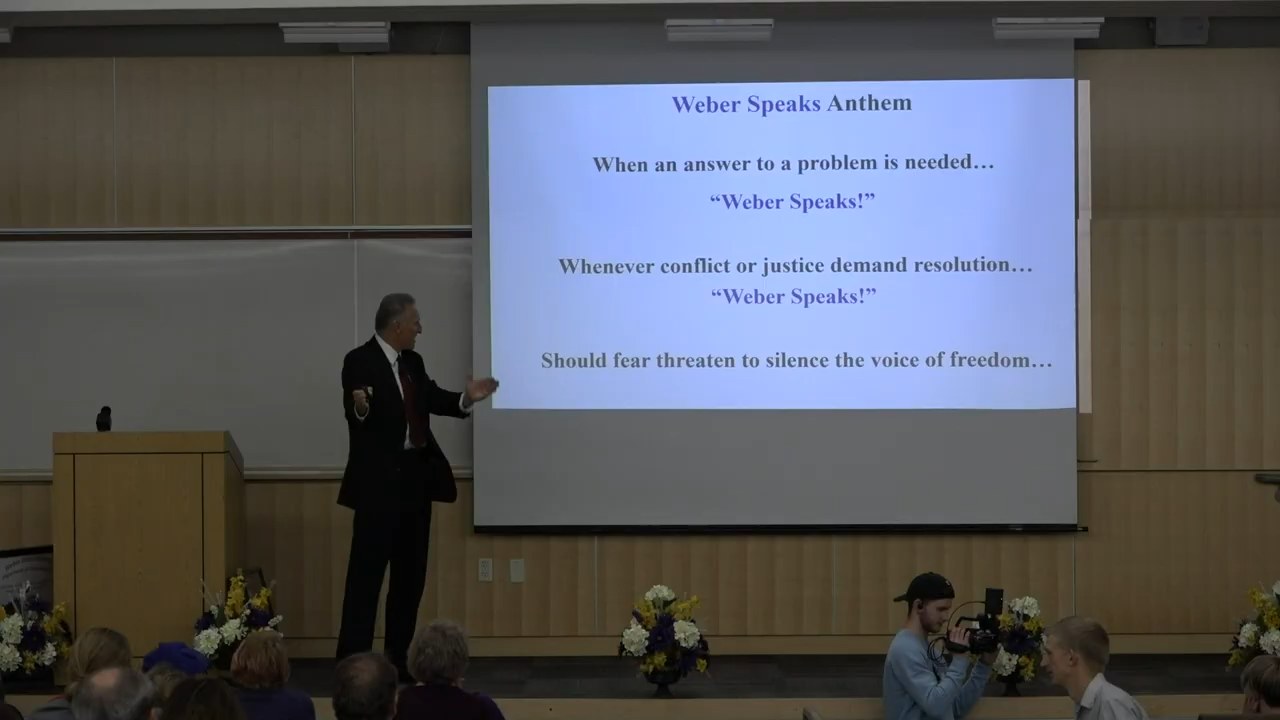 Weber Speaks Anthem
When an answer to a problem is needed…
“Weber Speaks!”
Whenever conflict or justice demand resolution…
“Weber Speaks!”
Should fear threaten to silence the voice of freedom…